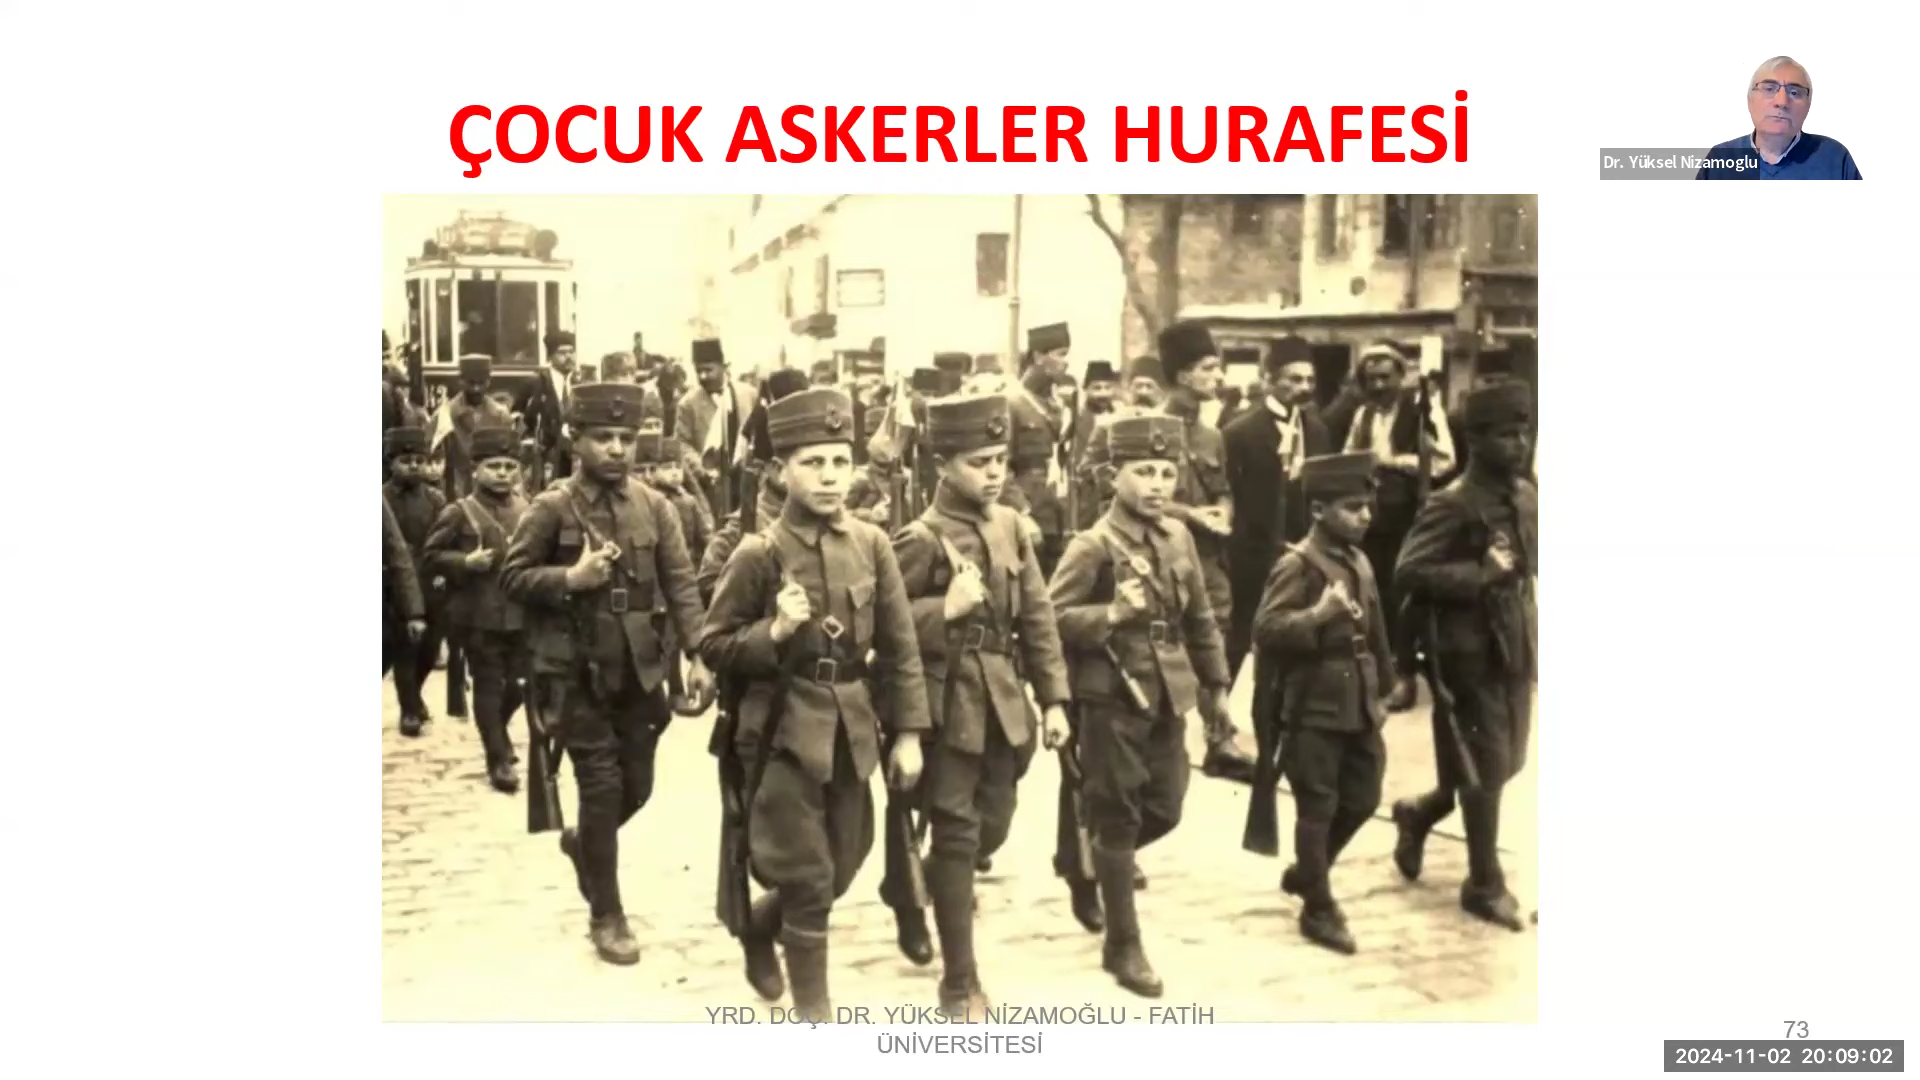 ÇOCUK ASKERLER HURAFESİ
Dr. Yüksel Nizamoglu
YRD. DOÇ. DR. YÜKSEL NİZAMOĞLU - FATİH
ÜNİVERSİTESİ
73
2024-11-02 20:09:02